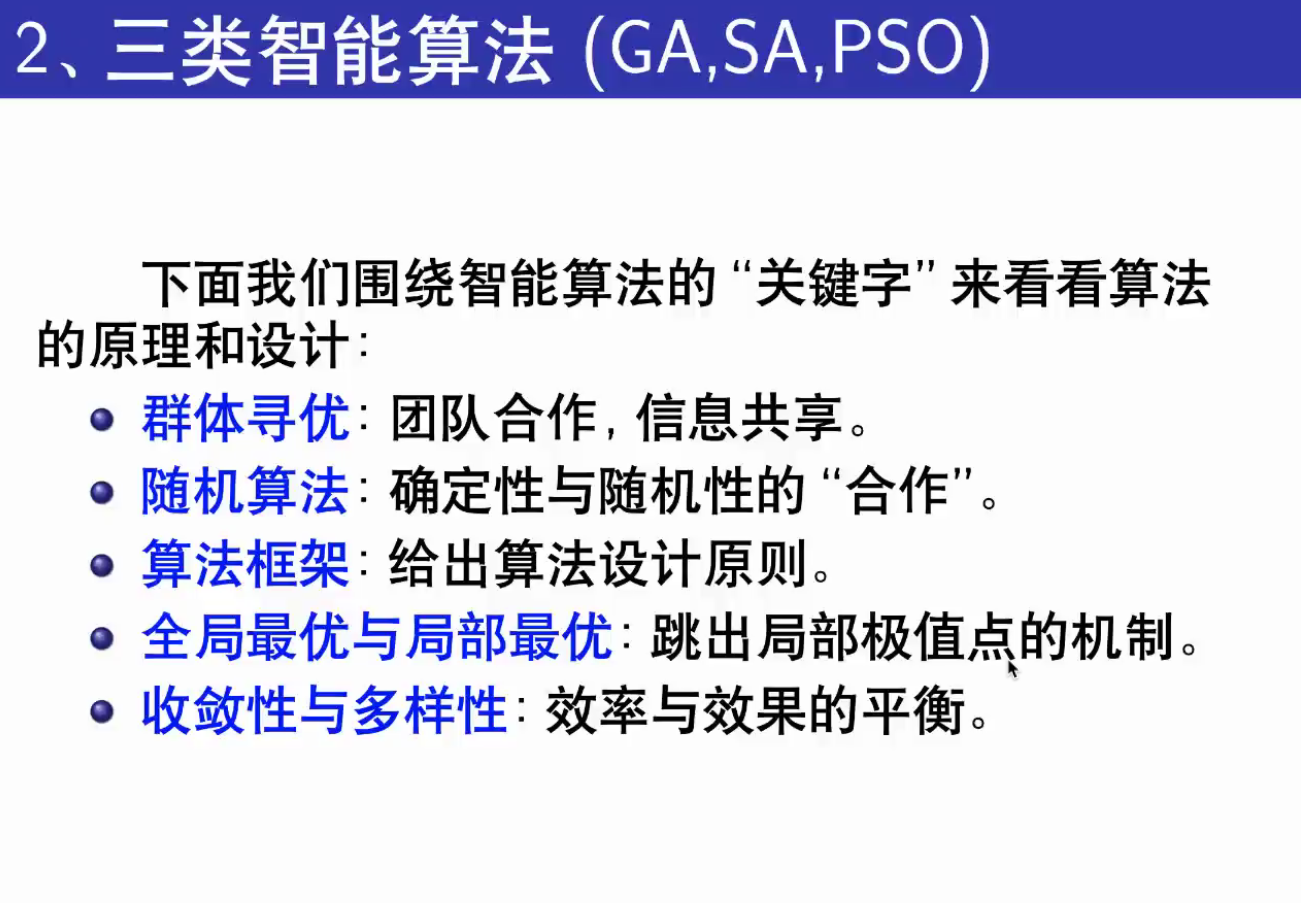 2、三类智能算法 (GA,SA,PSO)
下面我们围绕智能算法的 “关键字” 来看看算法
的原理和设计:
群体寻优: 团队合作, 信息共享。
随机算法: 确定性与随机性的 “合作”。
算法框架: 给出算法设计原则。
全局最优与局部最优: 跳出局部极值点的机制。
收敛性与多样性: 效率与效果的平衡。